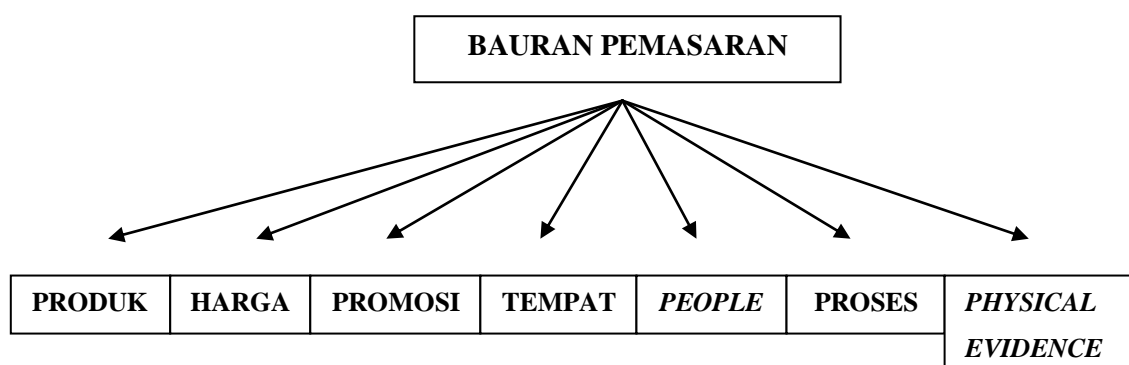 BAURAN PEMASARAN
PRODUK HARGA PROMOSI TEMPAT PEOPLE PROSES PHYSICAL
EVIDENCE